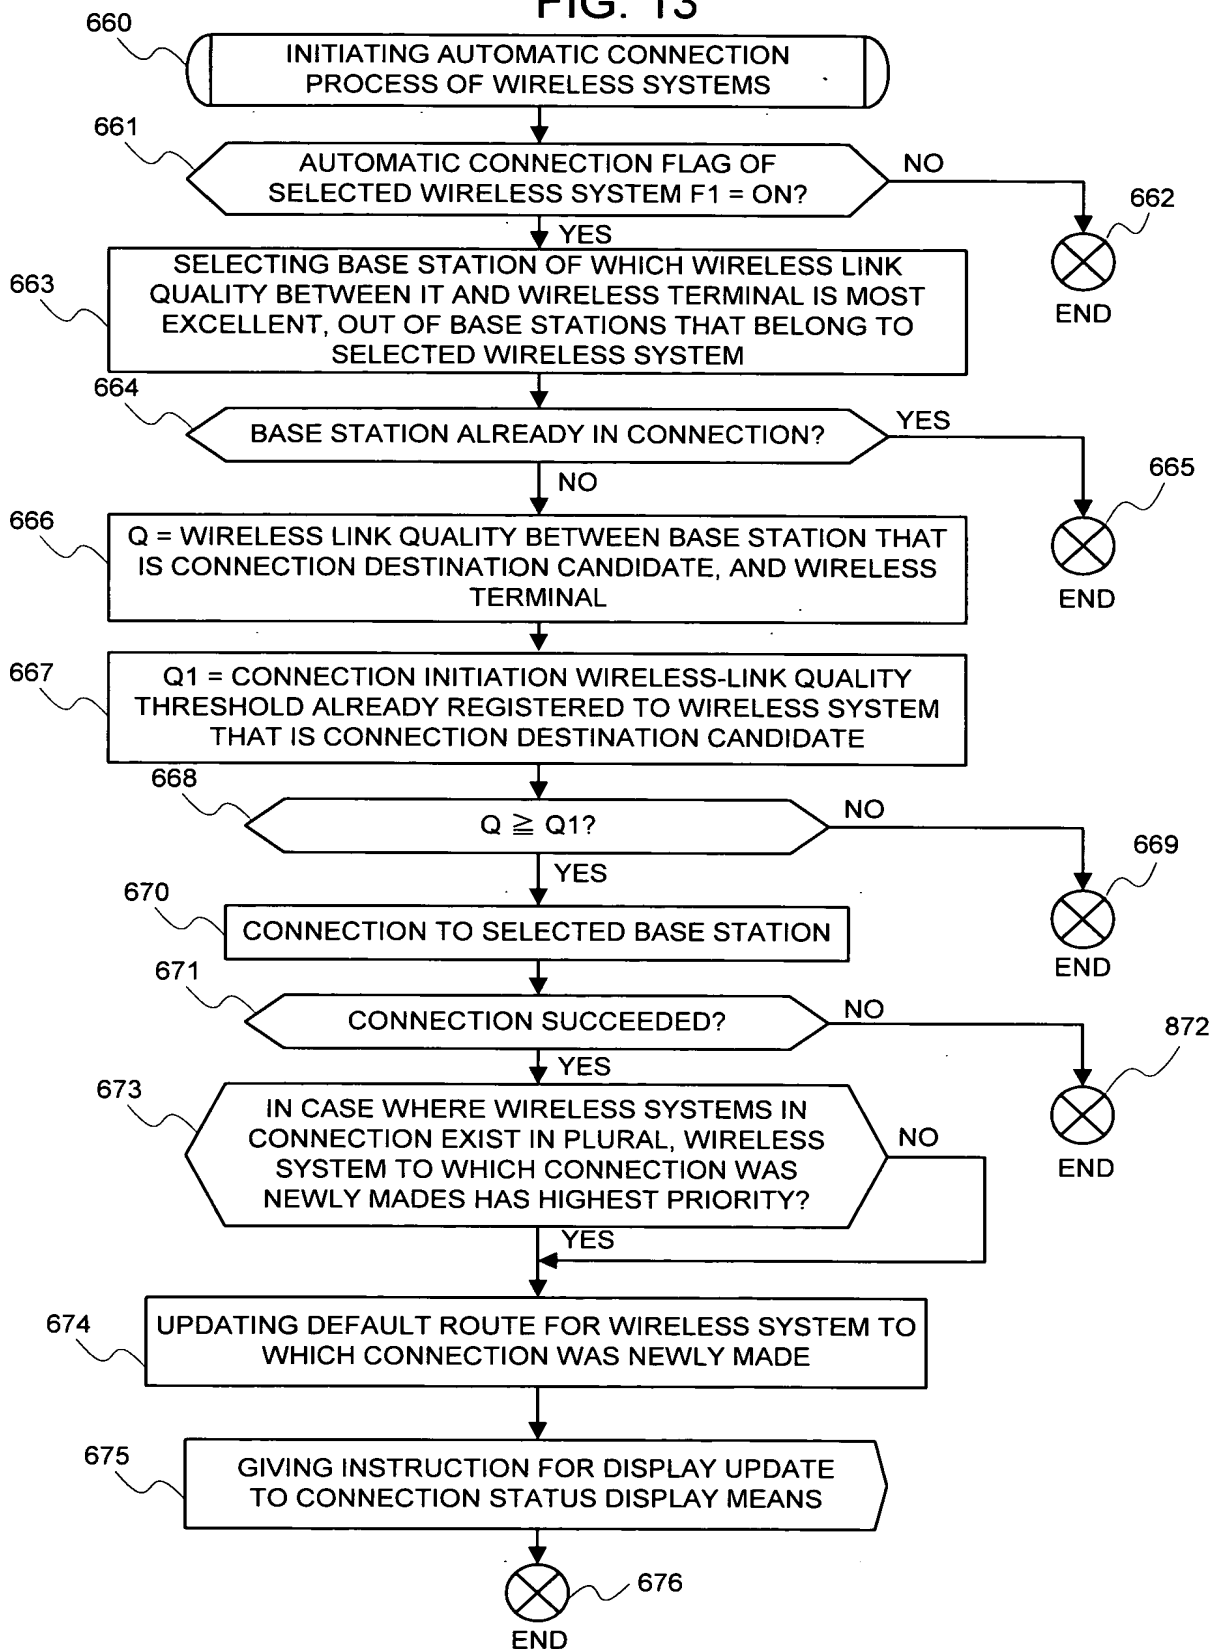 FIG. 13
660
INITIATING AUTOMATIC CONNECTION
PROCESS OF WIRELESS SYSTEMS
661
AUTOMATIC CONNECTION FLAG OF
SELECTED WIRELESS SYSTEM F1 = ON?
NO
662
END
YES
663
SELECTING BASE STATION OF WHICH WIRELESS LINK
QUALITY BETWEEN IT AND WIRELESS TERMINAL IS MOST
EXCELLENT, OUT OF BASE STATIONS THAT BELONG TO
SELECTED WIRELESS SYSTEM
664
BASE STATION ALREADY IN CONNECTION?
YES
665
END
NO
666
Q = WIRELESS LINK QUALITY BETWEEN BASE STATION THAT
IS CONNECTION DESTINATION CANDIDATE, AND WIRELESS
TERMINAL
667
Q1 = CONNECTION INITIATION WIRELESS-LINK QUALITY
THRESHOLD ALREADY REGISTERED TO WIRELESS SYSTEM
THAT IS CONNECTION DESTINATION CANDIDATE
668
Q ≧ Q1?
NO
669
END
YES
670
CONNECTION TO SELECTED BASE STATION
671
CONNECTION SUCCEEDED?
NO
872
END
YES
673
IN CASE WHERE WIRELESS SYSTEMS IN
CONNECTION EXIST IN PLURAL, WIRELESS
SYSTEM TO WHICH CONNECTION WAS
NEWLY MADES HAS HIGHEST PRIORITY?
NO
YES
674
UPDATING DEFAULT ROUTE FOR WIRELESS SYSTEM TO
WHICH CONNECTION WAS NEWLY MADE
675
GIVING INSTRUCTION FOR DISPLAY UPDATE
TO CONNECTION STATUS DISPLAY MEANS
676
END